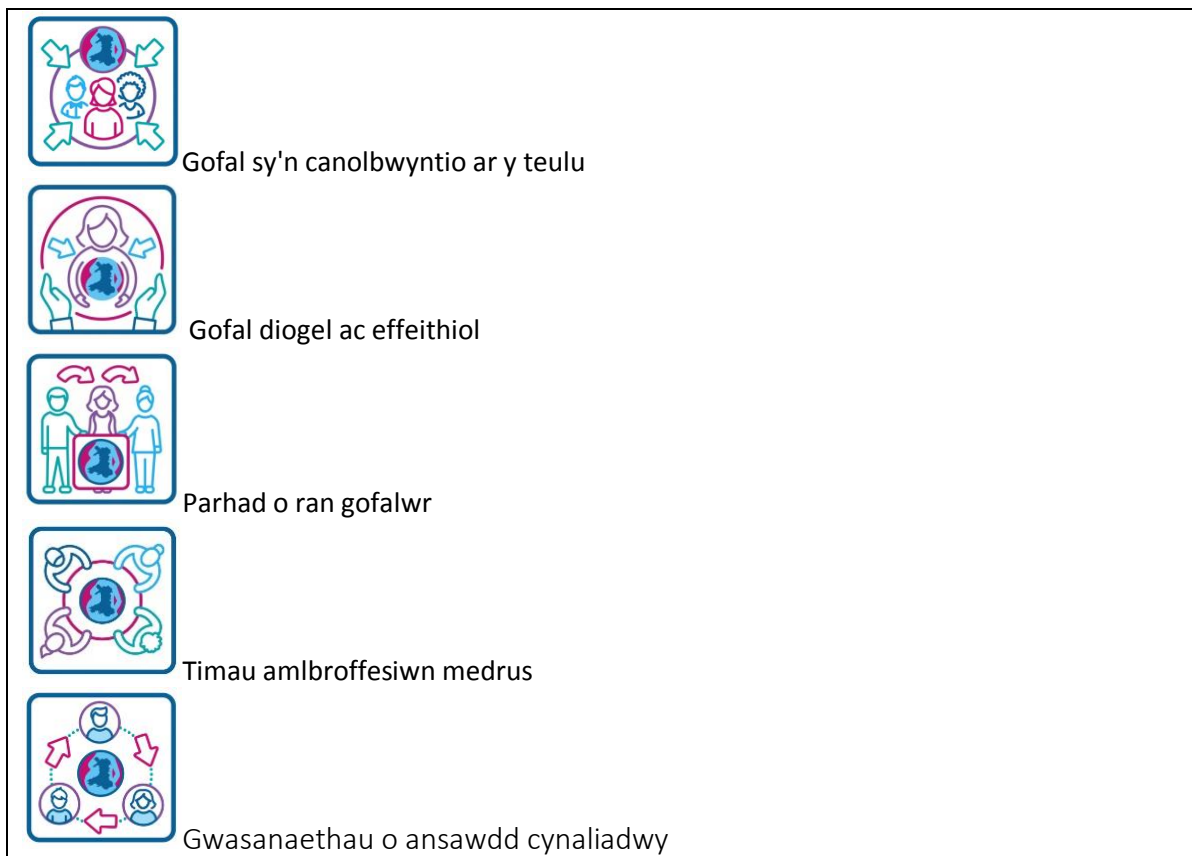 Gofal sy'n canolbwyntio ar y teulu
Gofal diogel ac effeithiol
Parhad o ran gofalwr
Timau amlbroffesiwn medrus
Gwasanaethau o ansawdd cynaliadwy